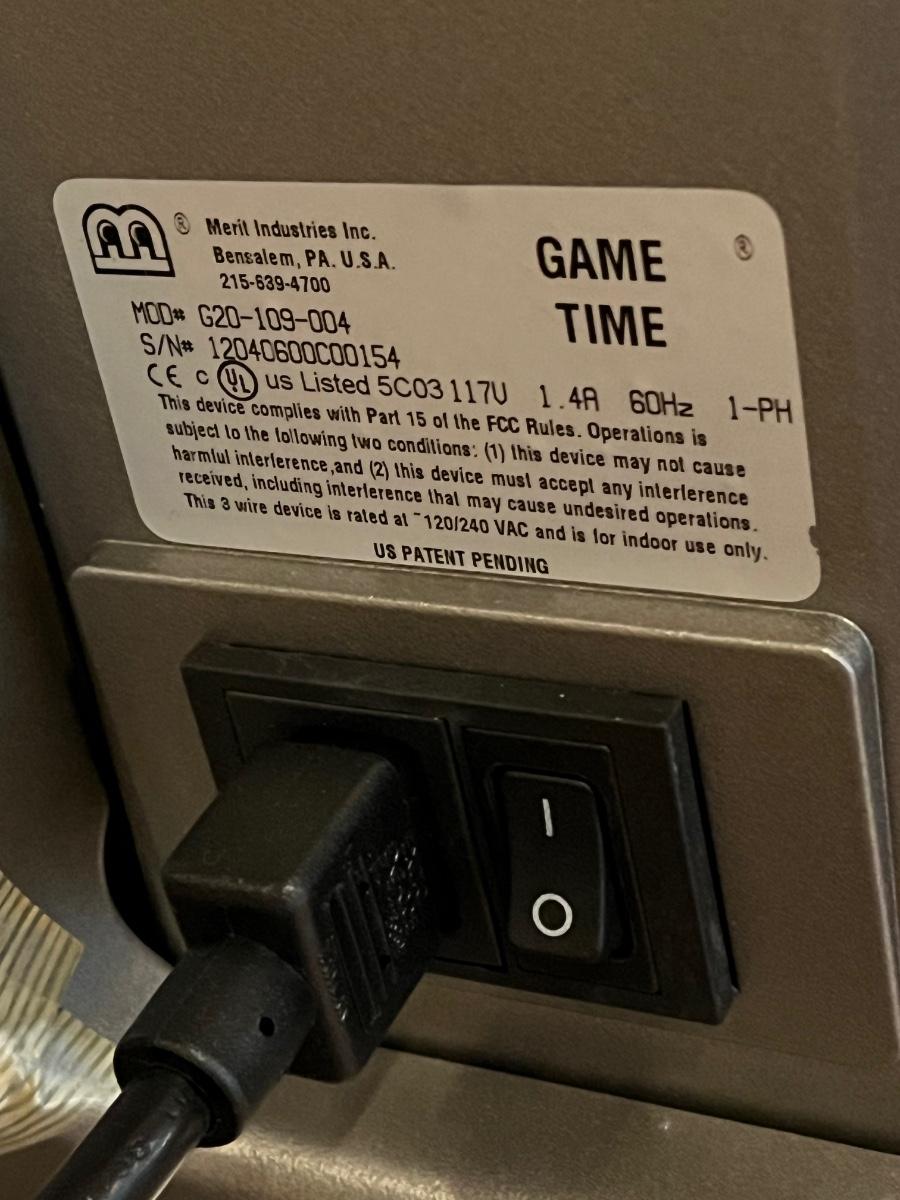 ® Merit Industries Inc.
Bensalem, PA. U.S.A.
215-639-4700
GAME
TIME
®
MOD# G20-109-004
S/N# 12040600C00154
CE c UL us Listed 5C03 117V 1.4A 60Hz 1-PH
This device complies with Part 15 of the FCC Rules. Operations is
subject to the following two conditions: (1) this device may not cause
harmful interference,and (2) this device must accept any interference
received, including interference that may cause undesired operations.
This 3 wire device is rated at ~120/240 VAC and is for indoor use only.
US PATENT PENDING
I
O